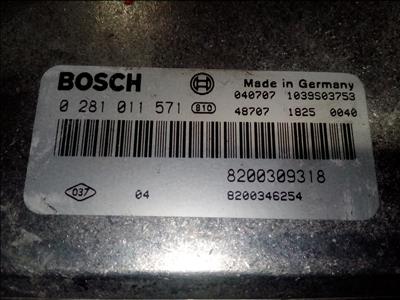 BOSCH Made in Germany
040707 1039S03753
0 281 011 571 810 48707 1825 0040
8200309318
037 04 8200346254